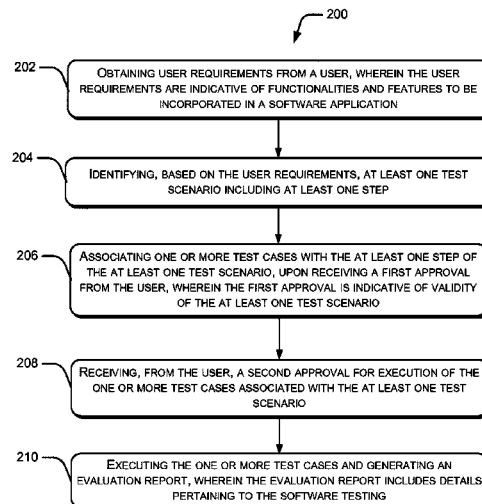 200
202
OBTAINING USER REQUIREMENTS FROM A USER, WHEREIN THE USER
REQUIREMENTS ARE INDICATIVE OF FUNCTIONALITIES AND FEATURES TO BE
INCORPORATED IN A SOFTWARE APPLICATION
204
IDENTIFYING, BASED ON THE USER REQUIREMENTS, AT LEAST ONE TEST
SCENARIO INCLUDING AT LEAST ONE STEP
206
ASSOCIATING ONE OR MORE TEST CASES WITH THE AT LEAST ONE STEP OF
THE AT LEAST ONE TEST SCENARIO, UPON RECEIVING A FIRST APPROVAL
FROM THE USER, WHEREIN THE FIRST APPROVAL IS INDICATIVE OF VALIDITY
OF THE AT LEAST ONE TEST SCENARIO
208
RECEIVING, FROM THE USER, A SECOND APPROVAL FOR EXECUTION OF THE
ONE OR MORE TEST CASES ASSOCIATED WITH THE AT LEAST ONE TEST
SCENARIO
210
EXECUTING THE ONE OR MORE TEST CASES AND GENERATING AN
EVALUATION REPORT, WHEREIN THE EVALUATION REPORT INCLUDES DETAILS
PERTAINING TO THE SOFTWARE TESTING